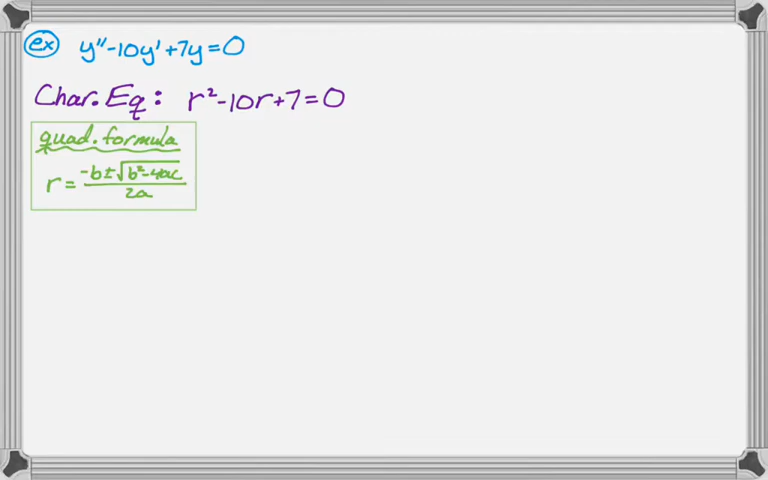 ex y''-10y'+7y=0
Char. Eq: r²-10r+7=0
quad. formula
r = (-b±√(b²-4ac))/(2a)